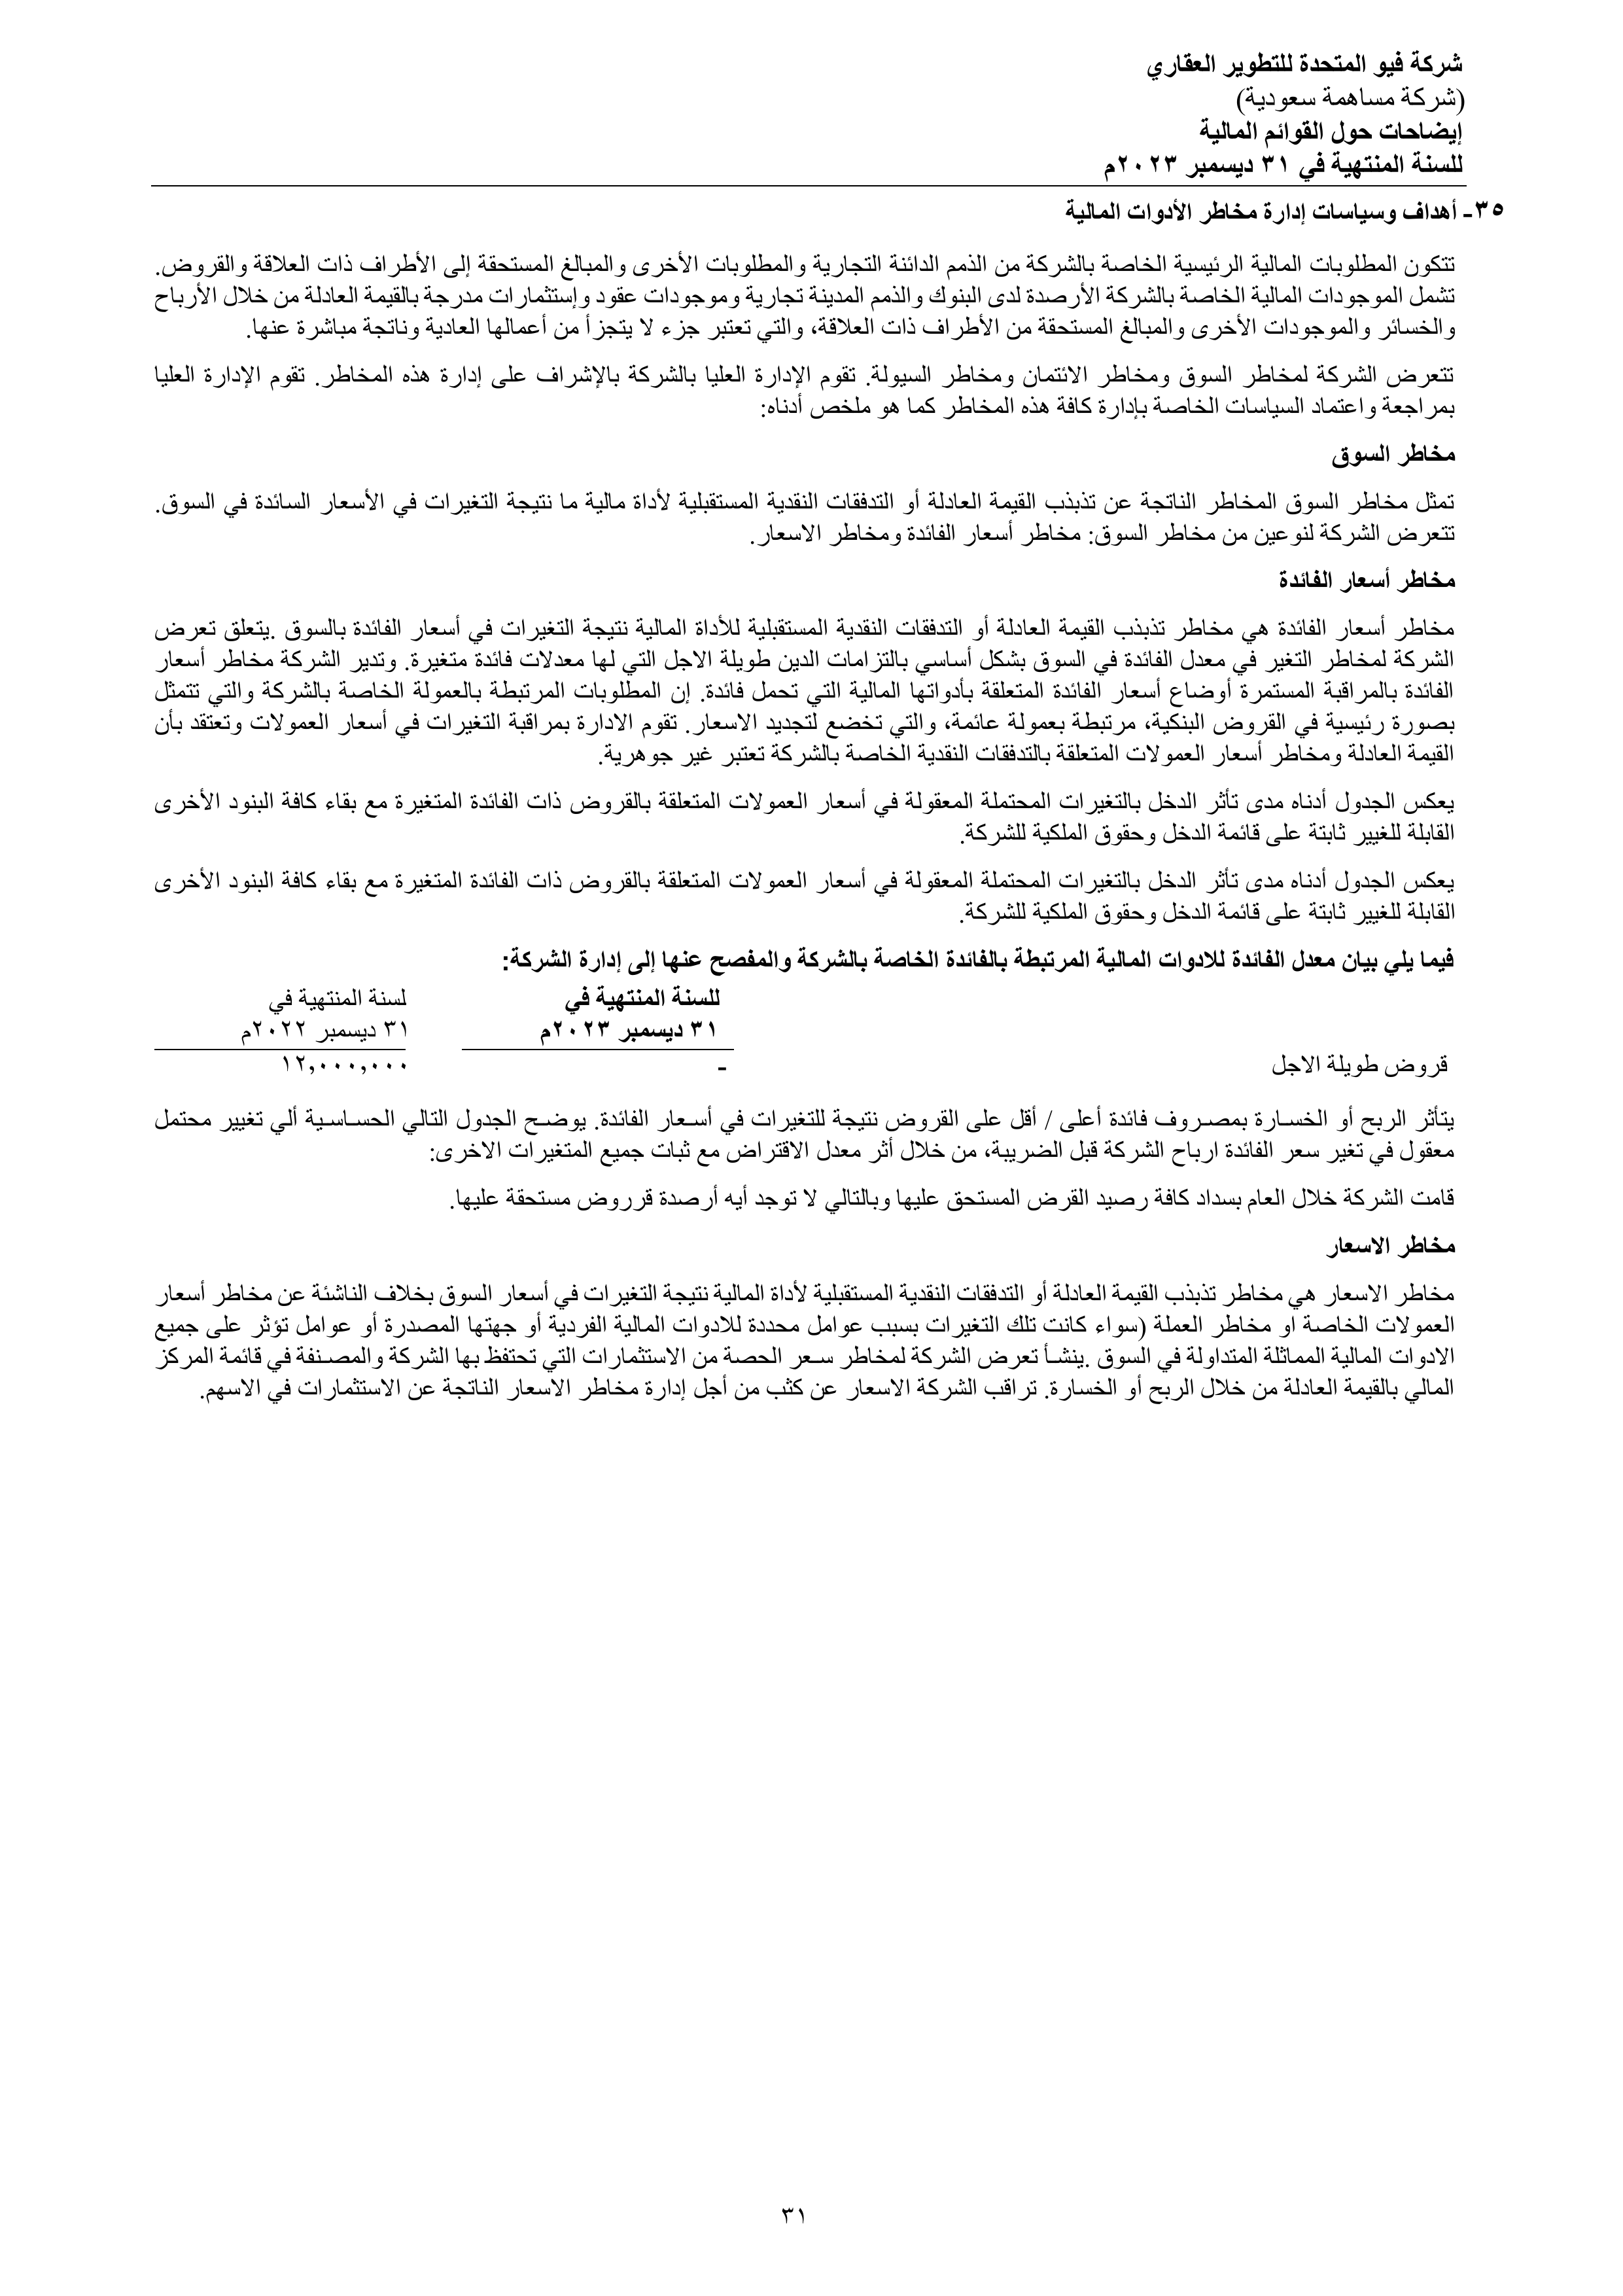 شركة فيو المتحدة للتطوير العقاري
(شركة مساهمة سعودية)
إيضاحات حول القوائم المالية
للسنة المنتهية في ٣١ ديسمبر ٢٠٢٣م
٣٥- أهداف وسياسات إدارة مخاطر الأدوات المالية
تتكون المطلوبات المالية الرئيسية الخاصة بالشركة من الذمم الدائنة التجارية والمطلوبات الأخرى والمبالغ المستحقة إلى الأطراف ذات العلاقة والقروض.
تشمل الموجودات المالية الخاصة بالشركة الأرصدة لدى البنوك والذمم المدينة تجارية وموجودات عقود وإستثمارات مدرجة بالقيمة العادلة من خلال الأرباح
والخسائر والموجودات الأخرى والمبالغ المستحقة من الأطراف ذات العلاقة، والتي تعتبر جزء لا يتجزأ من أعمالها العادية وناتجة مباشرة عنها.
تتعرض الشركة لمخاطر السوق ومخاطر الائتمان ومخاطر السيولة. تقوم الإدارة العليا بالشركة بالإشراف على إدارة هذه المخاطر. تقوم الإدارة العليا
بمراجعة واعتماد السياسات الخاصة بإدارة كافة هذه المخاطر كما هو ملخص أدناه:
مخاطر السوق
تمثل مخاطر السوق المخاطر الناتجة عن تذبذب القيمة العادلة أو التدفقات النقدية المستقبلية لأداة مالية ما نتيجة التغيرات في الأسعار السائدة في السوق.
تتعرض الشركة لنوعين من مخاطر السوق: مخاطر أسعار الفائدة ومخاطر الاسعار.
مخاطر أسعار الفائدة
مخاطر أسعار الفائدة هي مخاطر تذبذب القيمة العادلة أو التدفقات النقدية المستقبلية للأداة المالية نتيجة التغيرات في أسعار الفائدة بالسوق .يتعلق تعرض
الشركة لمخاطر التغير في معدل الفائدة في السوق بشكل أساسي بالتزامات الدين طويلة الاجل التي لها معدلات فائدة متغيرة. وتدير الشركة مخاطر أسعار
الفائدة بالمراقبة المستمرة أوضاع أسعار الفائدة المتعلقة بأدواتها المالية التي تحمل فائدة. إن المطلوبات المرتبطة بالعمولة الخاصة بالشركة والتي تتمثل
بصورة رئيسية في القروض البنكية، مرتبطة بعمولة عائمة، والتي تخضع لتجديد الاسعار. تقوم الادارة بمراقبة التغيرات في أسعار العمولات وتعتقد بأن
القيمة العادلة ومخاطر أسعار العمولات المتعلقة بالتدفقات النقدية الخاصة بالشركة تعتبر غير جوهرية.
يعكس الجدول أدناه مدى تأثر الدخل بالتغيرات المحتملة المعقولة في أسعار العمولات المتعلقة بالقروض ذات الفائدة المتغيرة مع بقاء كافة البنود الأخرى
القابلة للغيير ثابتة على قائمة الدخل وحقوق الملكية للشركة.
يعكس الجدول أدناه مدى تأثر الدخل بالتغيرات المحتملة المعقولة في أسعار العمولات المتعلقة بالقروض ذات الفائدة المتغيرة مع بقاء كافة البنود الأخرى
القابلة للغيير ثابتة على قائمة الدخل وحقوق الملكية للشركة.
فيما يلي بيان معدل الفائدة للادوات المالية المرتبطة بالفائدة الخاصة بالشركة والمفصح عنها إلى إدارة الشركة:
للسنة المنتهية في لسنة المنتهية في
٣١ ديسمبر ٢٠٢٣م ٣١ ديسمبر ٢٠٢٢م
قروض طويلة الاجل - ١٢,٠٠٠,٠٠٠
يتأثر الربح أو الخسارة بمصروف فائدة أعلى / أقل على القروض نتيجة للتغيرات في أسعار الفائدة. يوضح الجدول التالي الحساسية ألي تغيير محتمل
معقول في تغير سعر الفائدة ارباح الشركة قبل الضريبة، من خلال أثر معدل الاقتراض مع ثبات جميع المتغيرات الاخرى:
قامت الشركة خلال العام بسداد كافة رصيد القرض المستحق عليها وبالتالي لا توجد أيه أرصدة قرروض مستحقة عليها.
مخاطر الاسعار
مخاطر الاسعار هي مخاطر تذبذب القيمة العادلة أو التدفقات النقدية المستقبلية لأداة المالية نتيجة التغيرات في أسعار السوق بخلاف الناشئة عن مخاطر أسعار
العمولات الخاصة او مخاطر العملة (سواء كانت تلك التغيرات بسبب عوامل محددة للادوات المالية الفردية أو جهتها المصدرة أو عوامل تؤثر على جميع
الادوات المالية المماثلة المتداولة في السوق .ينشأ تعرض الشركة لمخاطر سعر الحصة من الاستثمارات التي تحتفظ بها الشركة والمصنفة في قائمة المركز
المالي بالقيمة العادلة من خلال الربح أو الخسارة. تراقب الشركة الاسعار عن كثب من أجل إدارة مخاطر الاسعار الناتجة عن الاستثمارات في الاسهم.
٣١